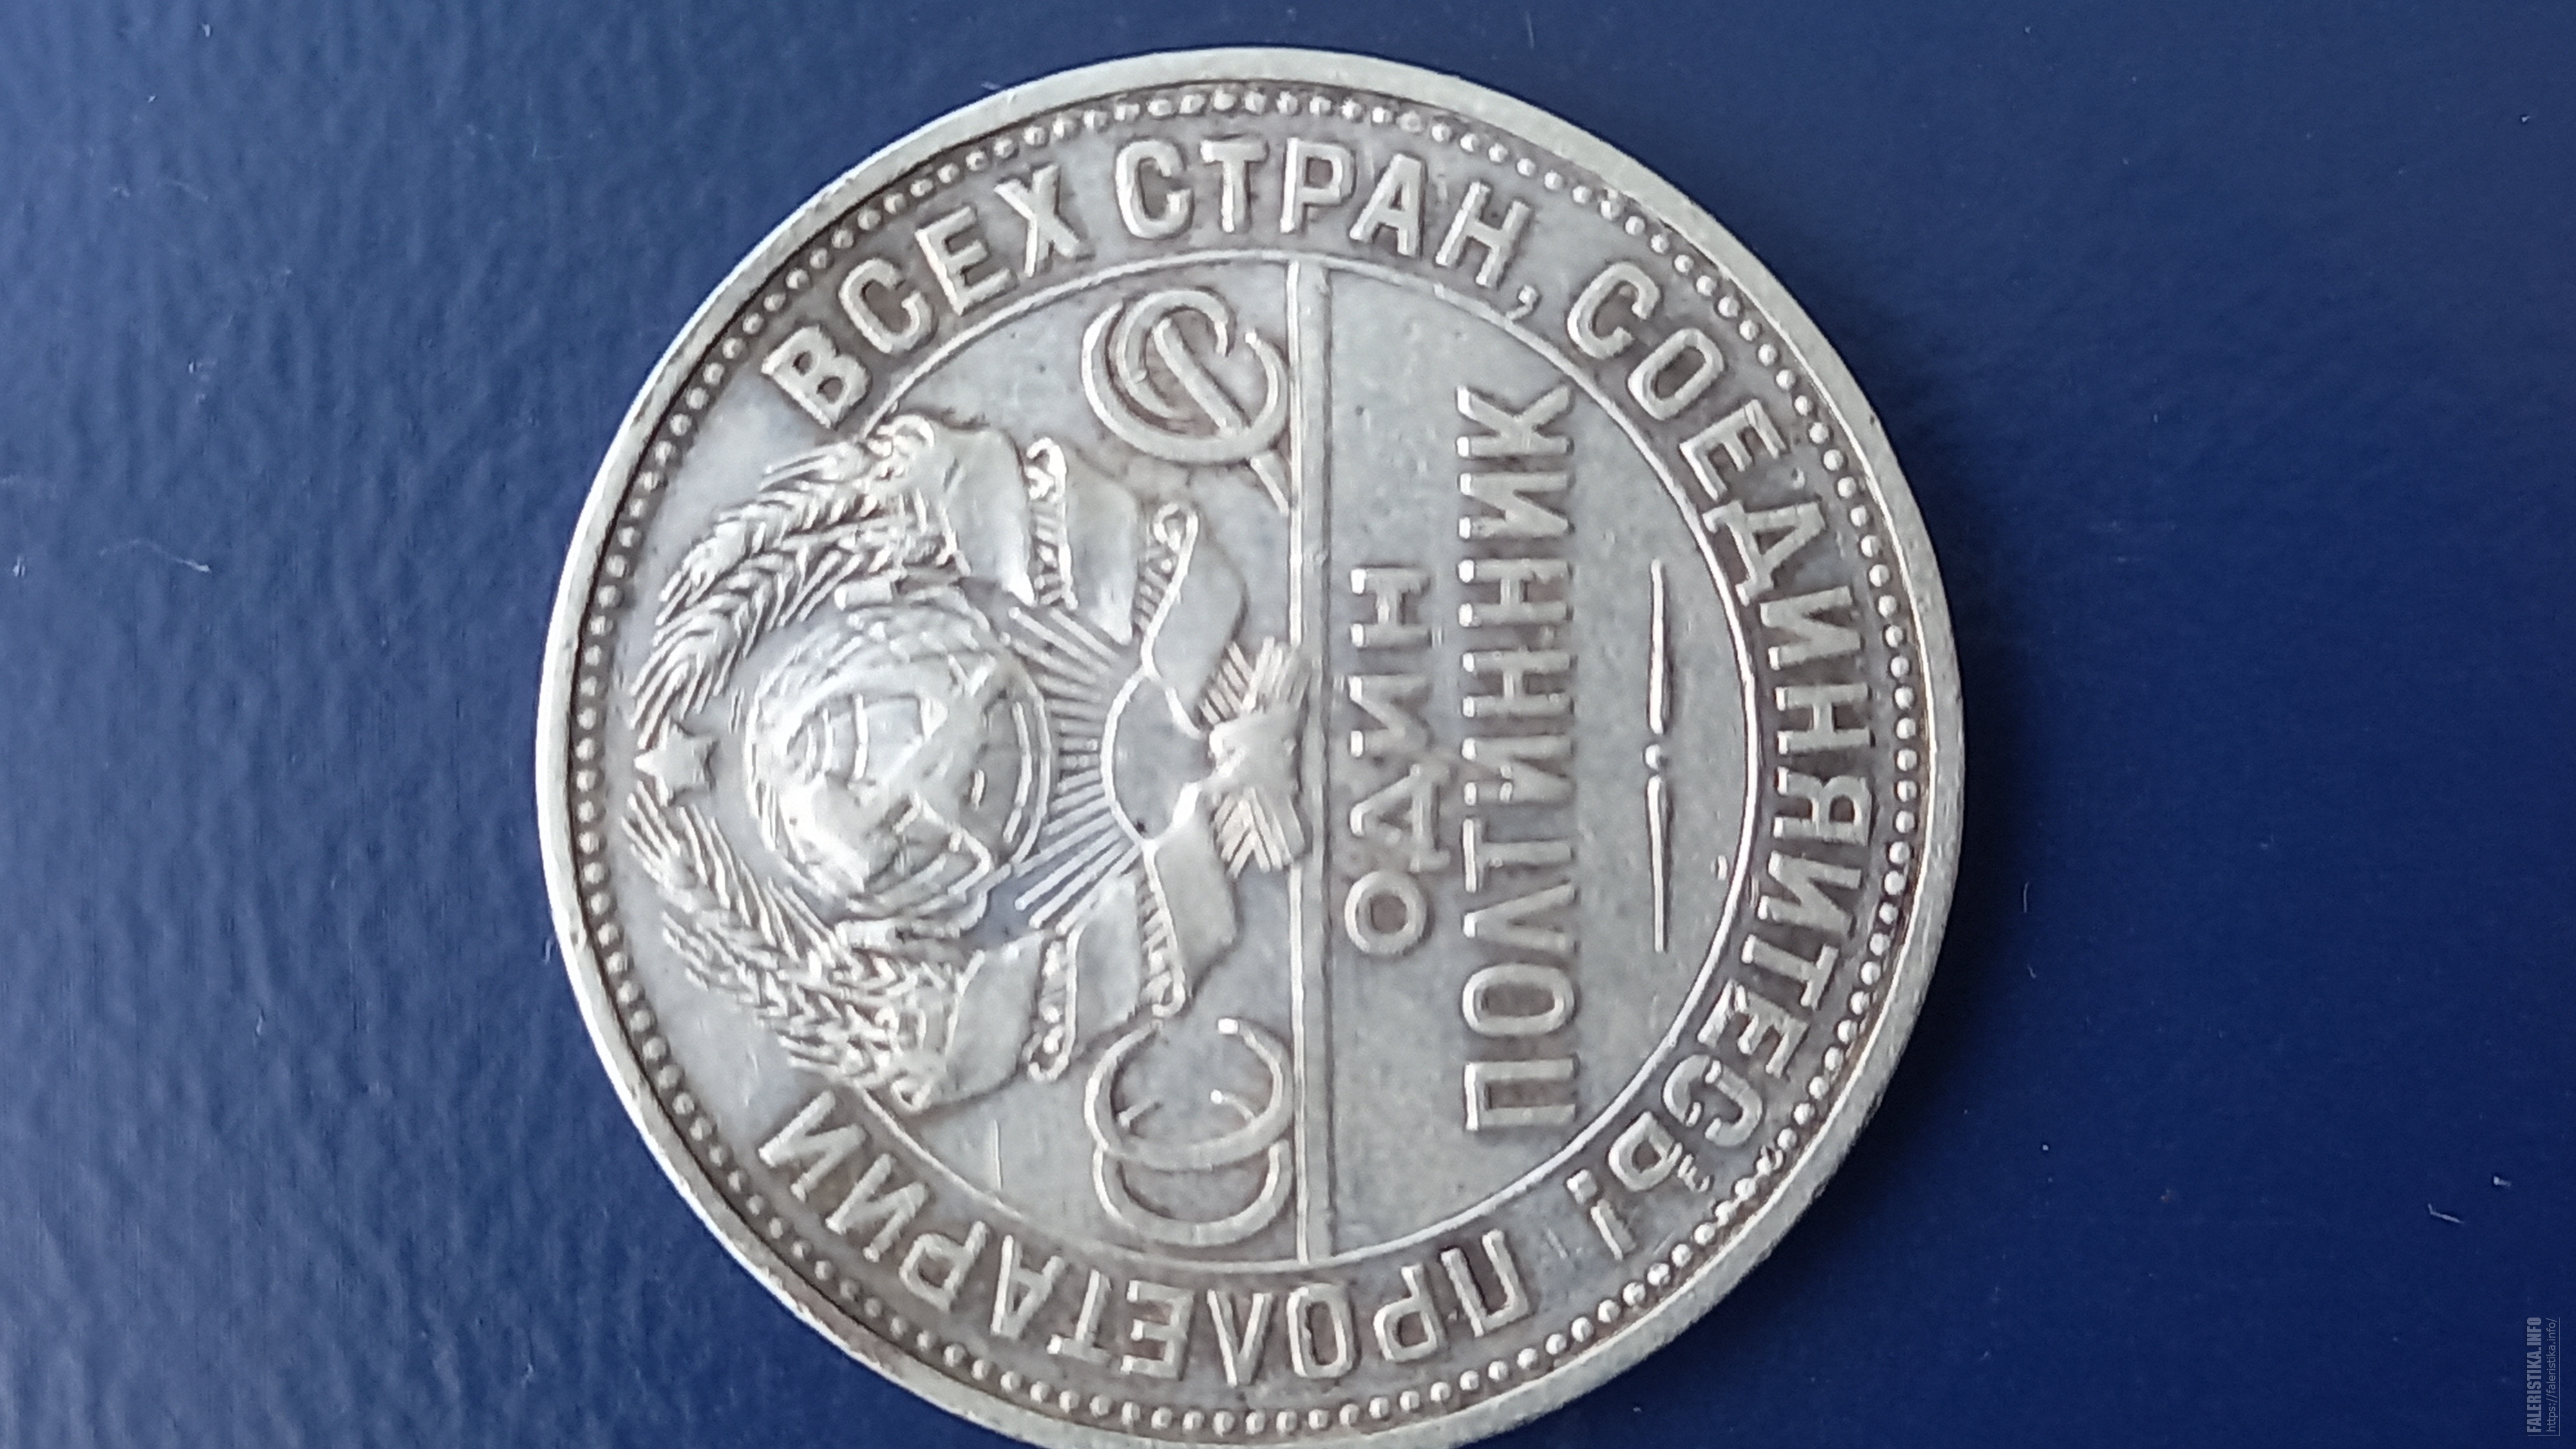 ПРОЛЕТАРИИ ВСЕХ СТРАН, СОЕДИНЯЙТЕСЬ!
СССР
ОДИН
ПОЛТИННИК
FALERISTIKA.INFO
https://faleristika.info/